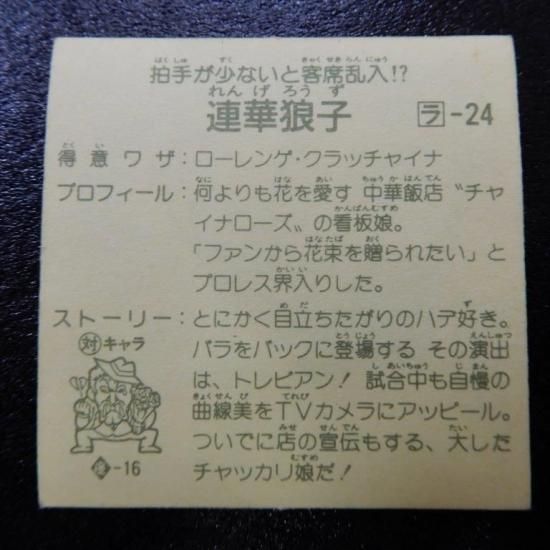 拍手が少ないと客席乱入!?
連華狼子 ラ-24
得意ワザ：ローレンゲ・クラッチャイナ
プロフィール：何よりも花を愛す 中華飯店〝チャ
イナローズ〟の看板娘。
「ファンから花束を贈られたい」と
プロレス界入りした。
ストーリー：とにかく目立ちたがりのハデ好き。
対キャラ バラをバックに登場する その演出
は、トレビアン! 試合中も自慢の
曲線美をTVカメラにアッピール。
ついでに店の宣伝もする、大した
チャッカリ娘だ!
-16